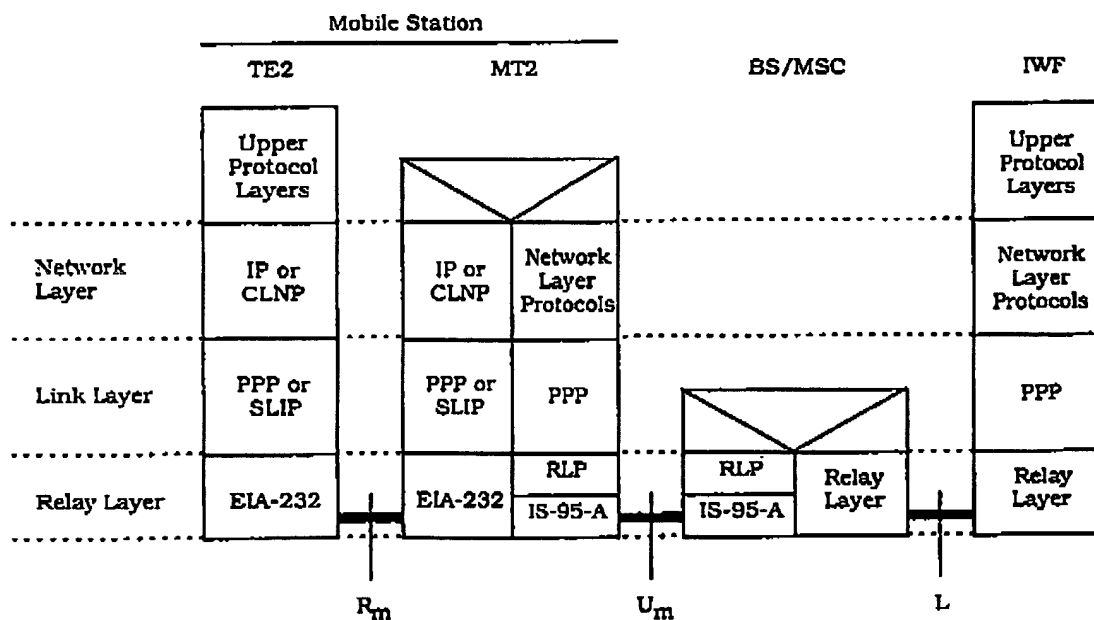 Mobile Station
TE2 MT2 BS/MSC IWF
Upper
Protocol
Layers
Upper
Protocol
Layers
Network
Layer
IP or
CLNP
IP or
CLNP
Network
Layer
Protocols
Network
Layer
Protocols
Link Layer
PPP or
SLIP
PPP or
SLIP
PPP
PPP
Relay Layer
EIA-232
EIA-232
RLP
IS-95-A
RLP
IS-95-A
Relay
Layer
Relay
Layer
Rm Um L